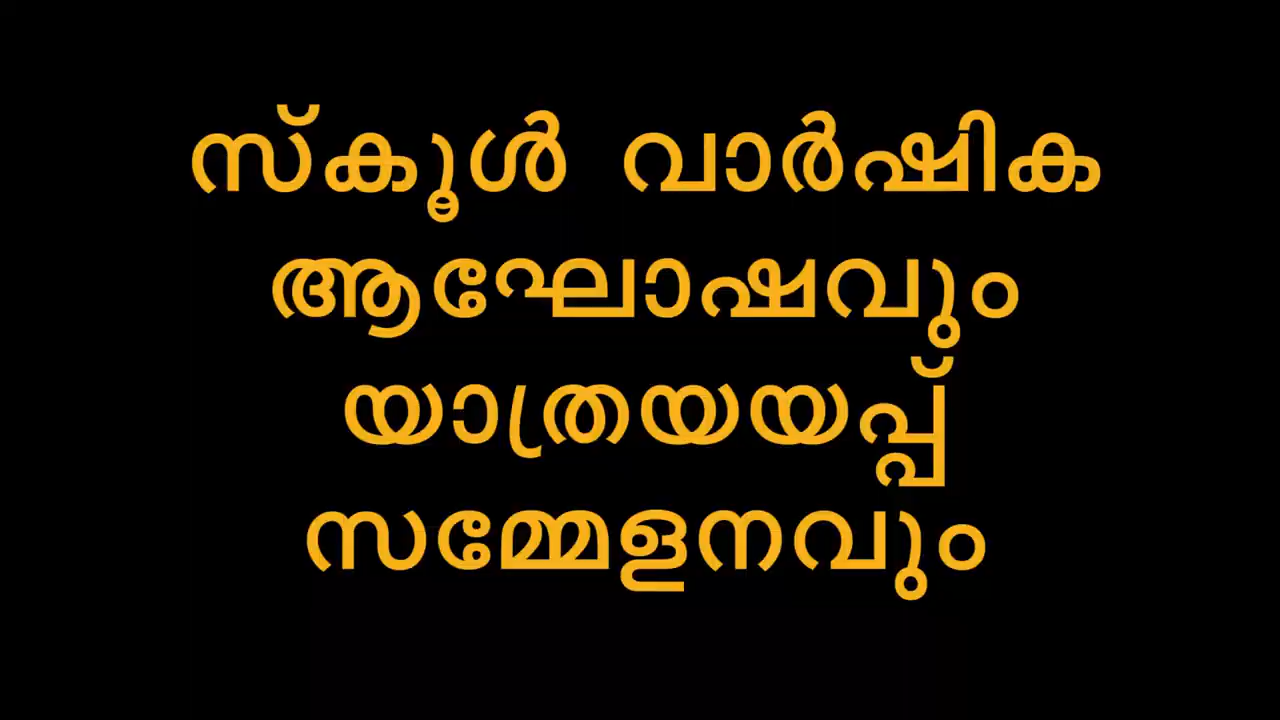 സ്കൂൾ വാർഷിക
ആഘോഷവും
യാത്രയയപ്പ്
സമ്മേളനവും